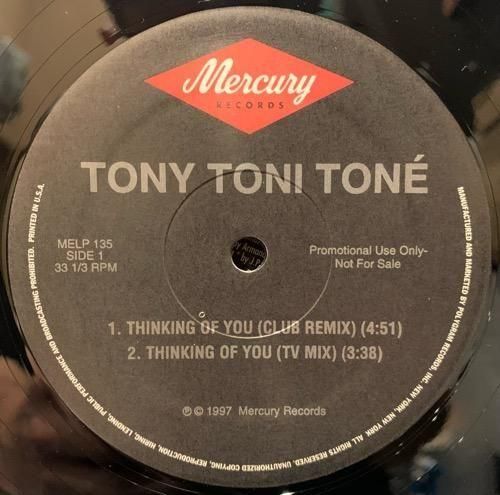 Mercury
RECORDS
TONY TONI TONÉ
MELP 135
SIDE 1
33 1/3 RPM
Promotional Use Only-
Not For Sale
1. THINKING OF YOU (CLUB REMIX) (4:51)
2. THINKING OF YOU (TV MIX) (3:38)
℗ © 1997 Mercury Records
MANUFACTURED AND MARKETED BY POLYGRAM RECORDS, INC. NEW YORK, NEW YORK. ALL RIGHTS RESERVED. UNAUTHORIZED COPYING, REPRODUCTION, HIRING, LENDING, PUBLIC PERFORMANCE AND BROADCASTING PROHIBITED. PRINTED IN U.S.A.